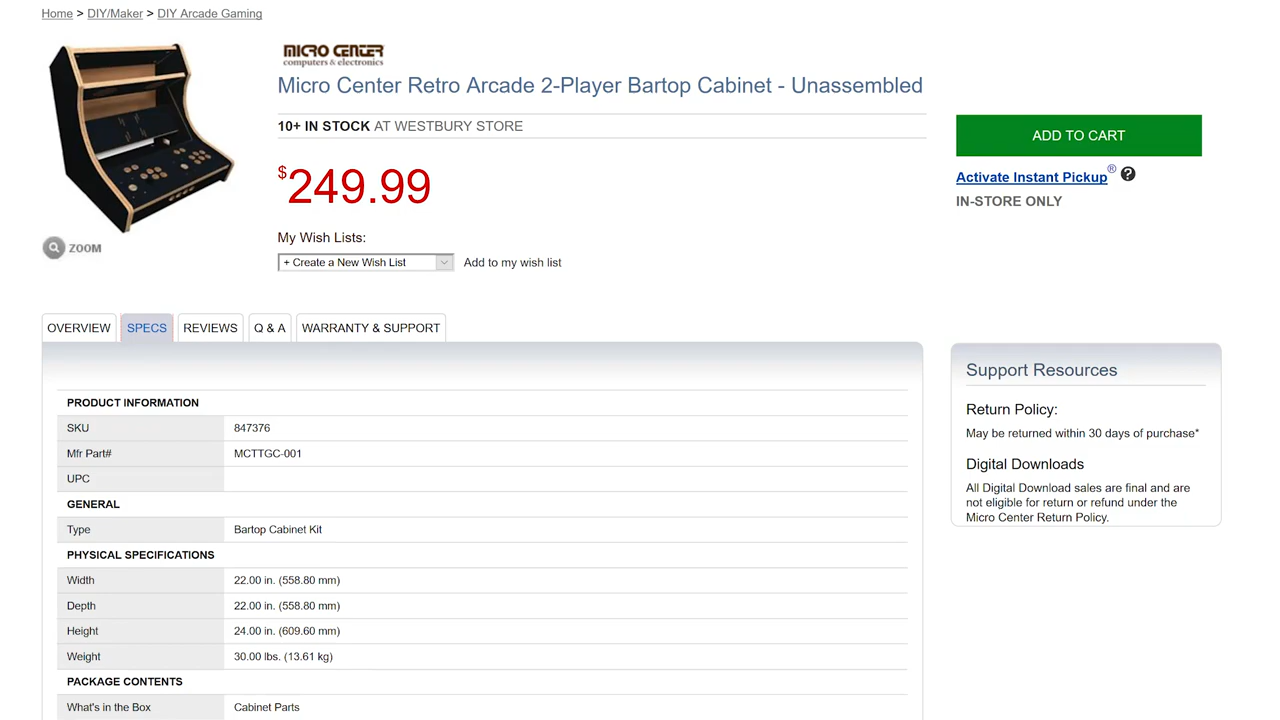 Home > DIY/Maker > DIY Arcade Gaming
MICRO CENTER
computers & electronics
Micro Center Retro Arcade 2-Player Bartop Cabinet - Unassembled
10+ IN STOCK AT WESTBURY STORE
$249.99
My Wish Lists:
+ Create a New Wish List Add to my wish list
ZOOM
ADD TO CART
Activate Instant Pickup® ?
IN-STORE ONLY
OVERVIEW SPECS REVIEWS Q & A WARRANTY & SUPPORT
PRODUCT INFORMATION
SKU 847376
Mfr Part# MCTTGC-001
UPC
GENERAL
Type Bartop Cabinet Kit
PHYSICAL SPECIFICATIONS
Width 22.00 in. (558.80 mm)
Depth 22.00 in. (558.80 mm)
Height 24.00 in. (609.60 mm)
Weight 30.00 lbs. (13.61 kg)
PACKAGE CONTENTS
What's in the Box Cabinet Parts
Support Resources
Return Policy:
May be returned within 30 days of purchase*
Digital Downloads
All Digital Download sales are final and are
not eligible for return or refund under the
Micro Center Return Policy.